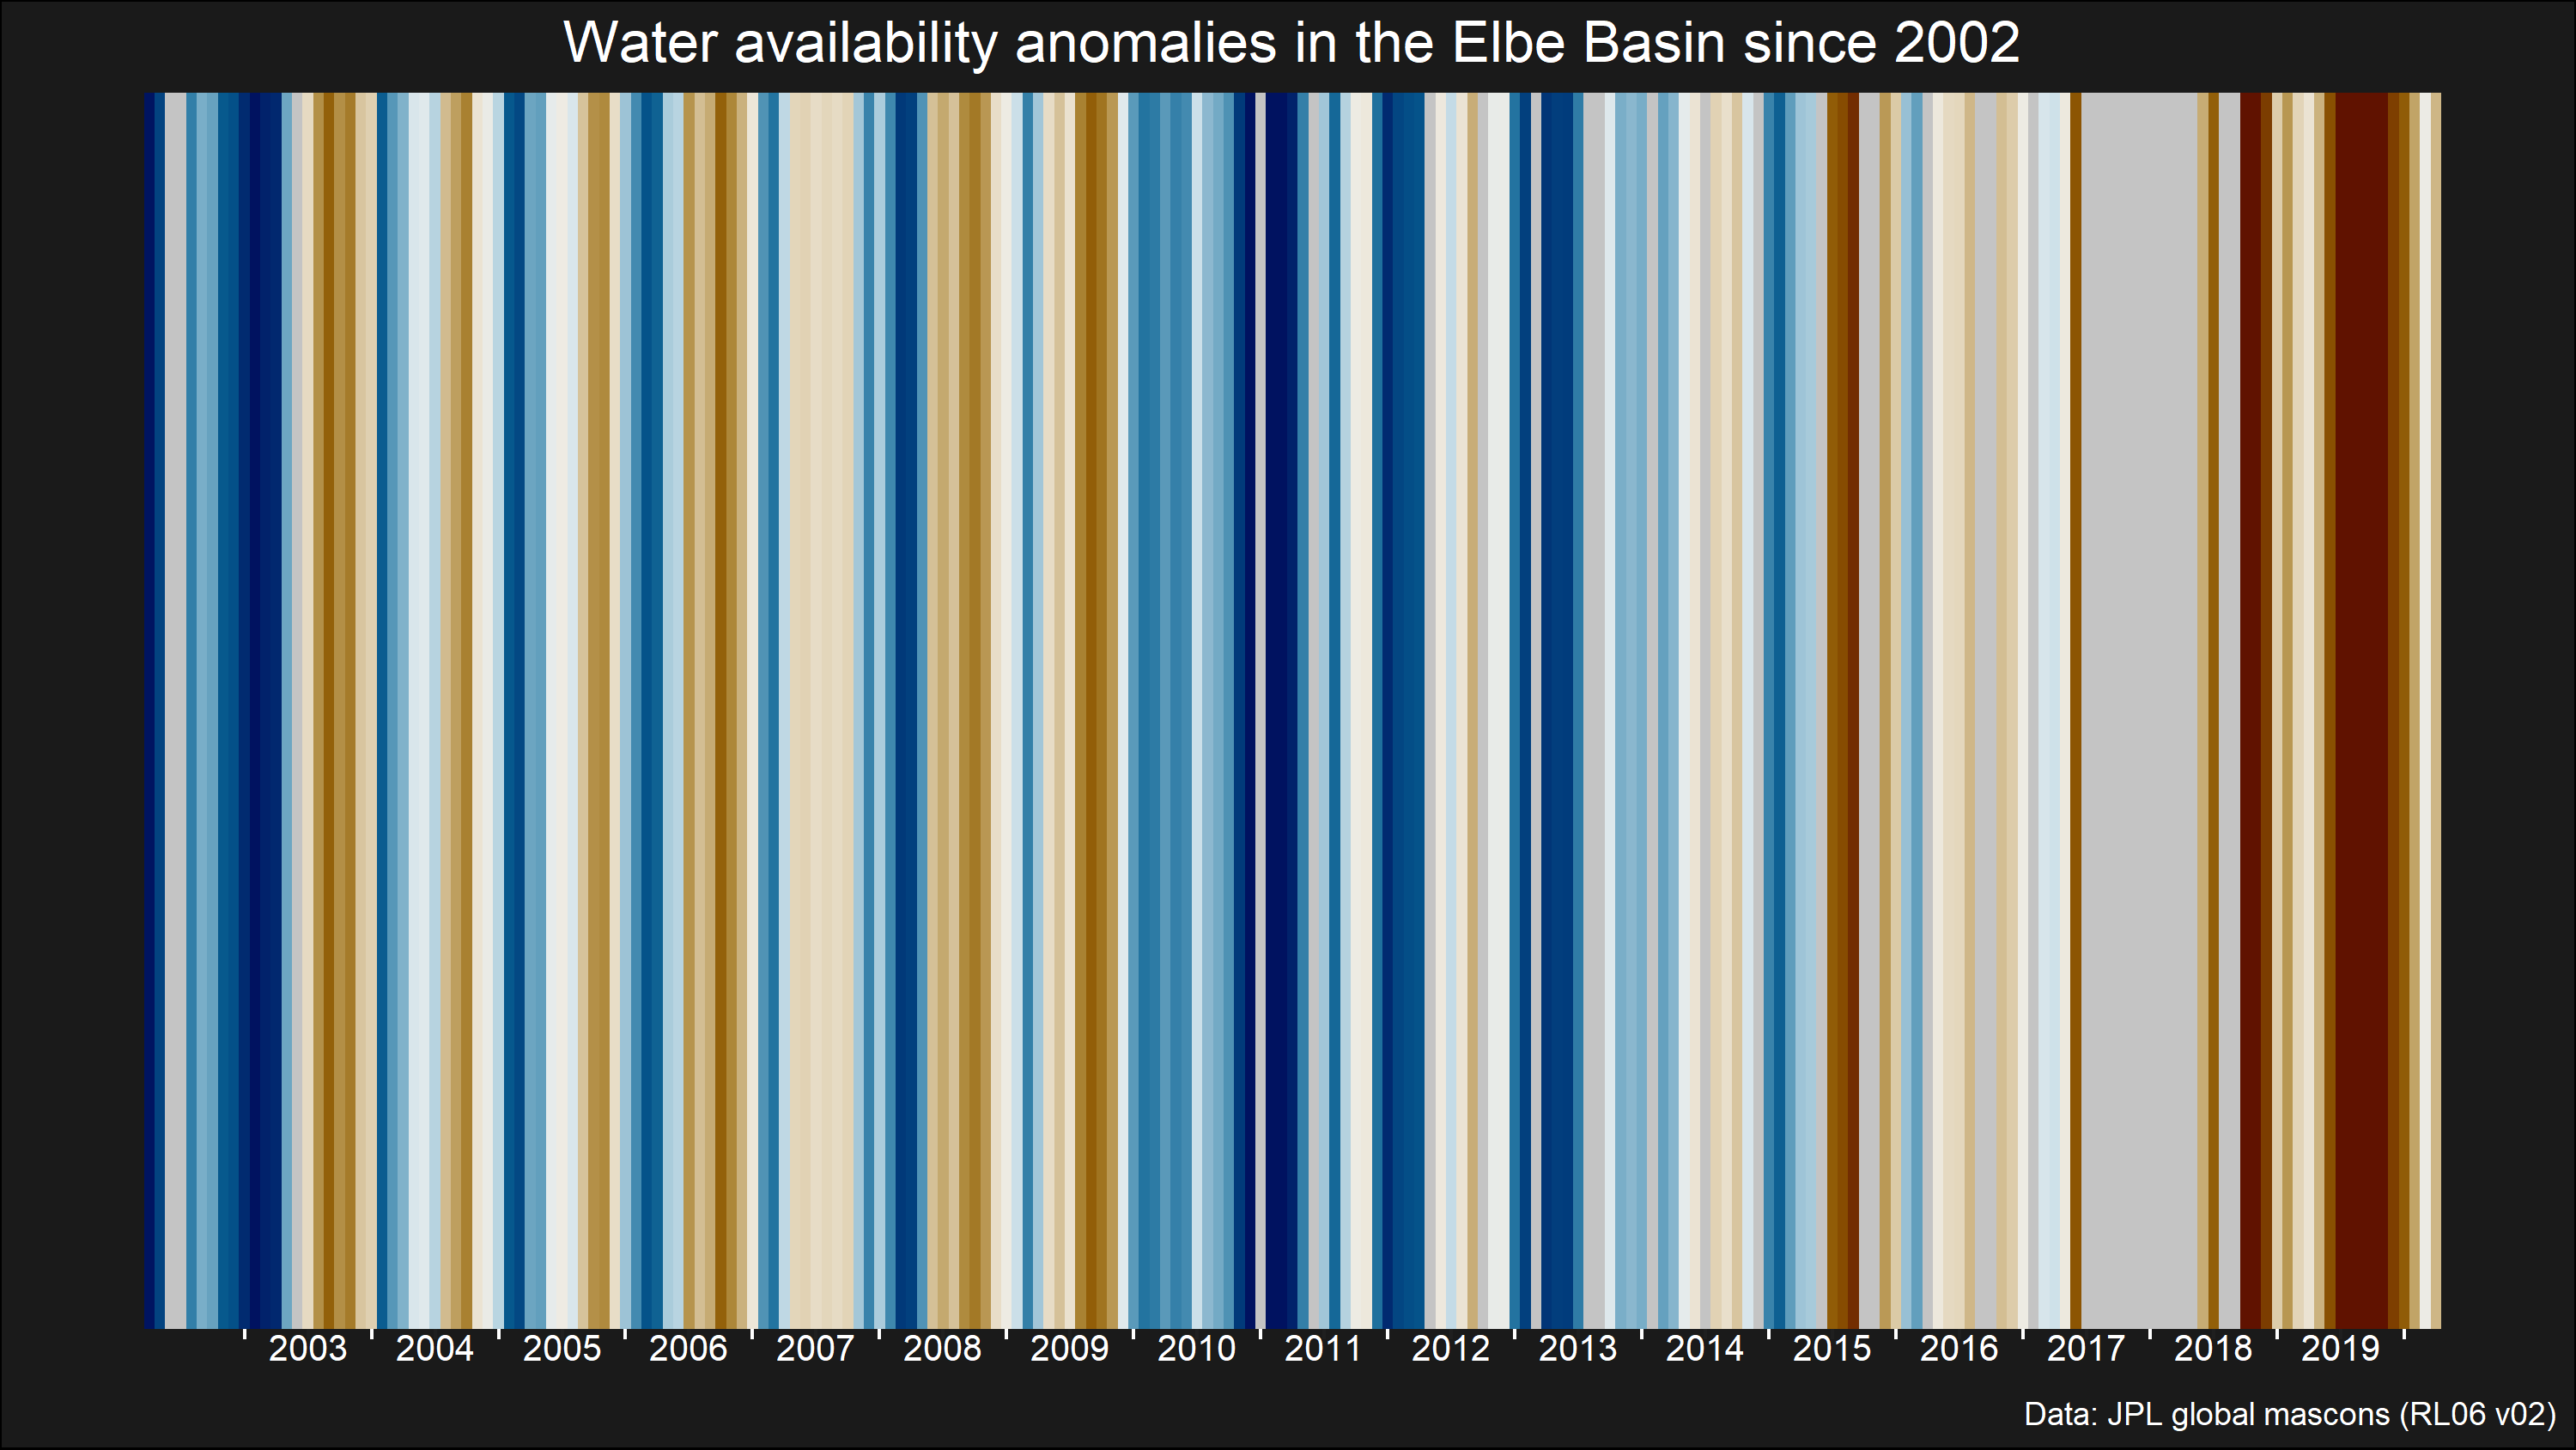 Water availability anomalies in the Elbe Basin since 2002
2003 2004 2005 2006 2007 2008 2009 2010 2011 2012 2013 2014 2015 2016 2017 2018 2019
Data: JPL global mascons (RL06 v02)